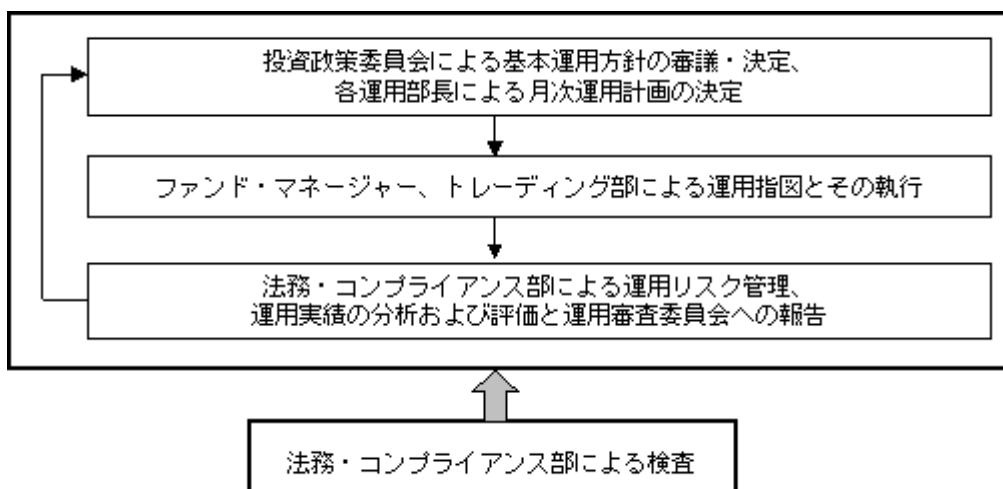 投資政策委員会による基本運用方針の審議・決定、
各運用部長による月次運用計画の決定
ファンド・マネージャー、トレーディング部による運用指図とその執行
法務・コンプライアンス部による運用リスク管理、
運用実績の分析および評価と運用審査委員会への報告
法務・コンプライアンス部による検査